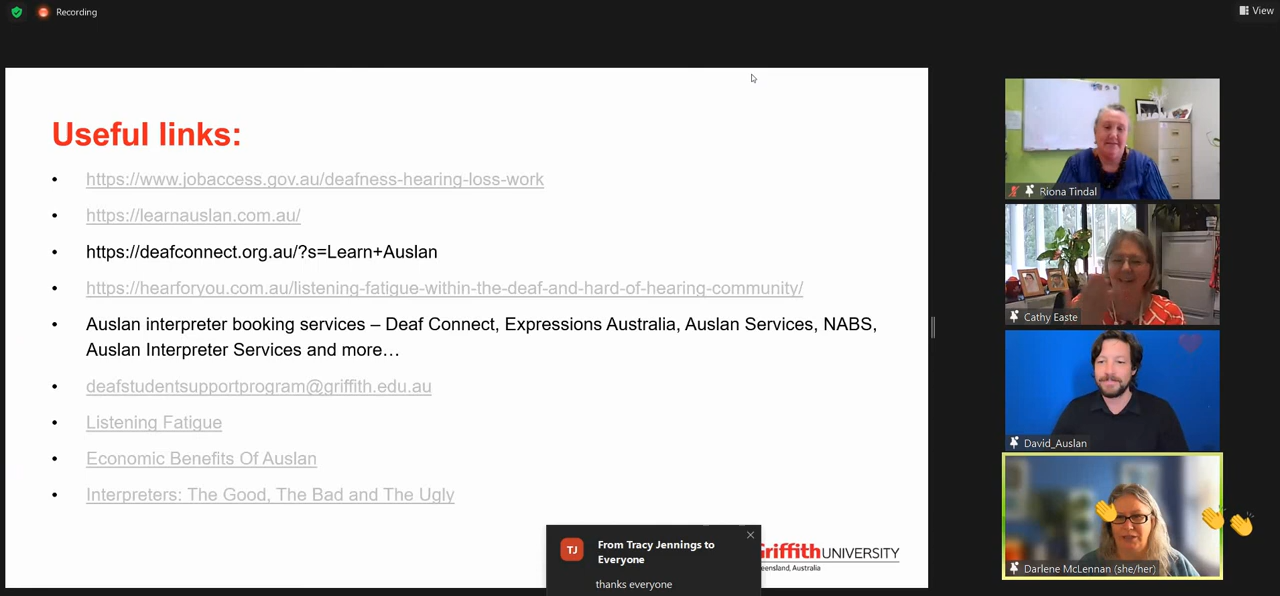 Recording
View
Useful links:
• https://www.jobaccess.gov.au/deafness-hearing-loss-work
• https://learnauslan.com.au/
• https://deafconnect.org.au/?s=Learn+Auslan
• https://hearforyou.com.au/listening-fatigue-within-the-deaf-and-hard-of-hearing-community/
• Auslan interpreter booking services – Deaf Connect, Expressions Australia, Auslan Services, NABS,
Auslan Interpreter Services and more…
• deafstudentsupportprogram@griffith.edu.au
• Listening Fatigue
• Economic Benefits Of Auslan
• Interpreters: The Good, The Bad and The Ugly
TJ
From Tracy Jennings to
Everyone
thanks everyone
Griffith UNIVERSITY
eensland, Australia
Riona Tindal
Cathy Easte
David_Auslan
Darlene McLennan (she/her)